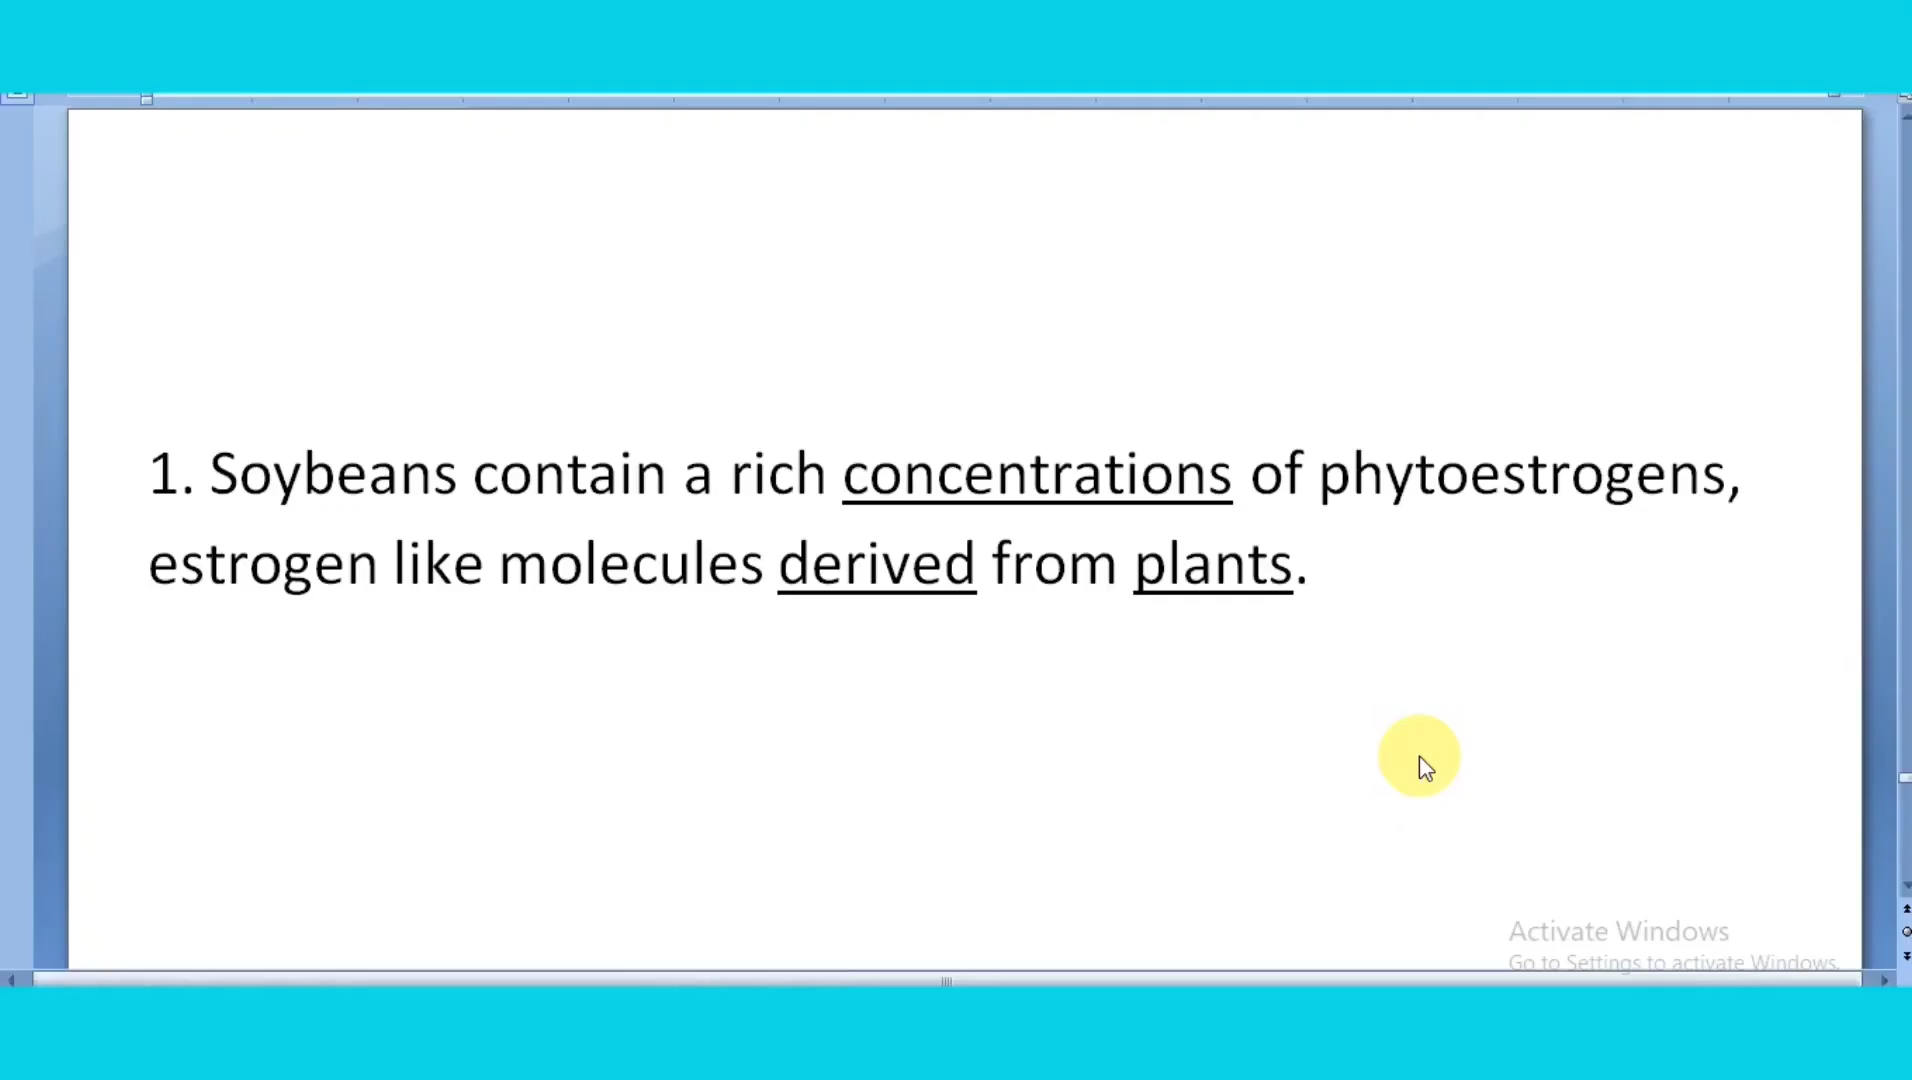 1. Soybeans contain a rich concentrations of phytoestrogens,
estrogen like molecules derived from plants.
Activate Windows
Go to Settings to activate Windows.